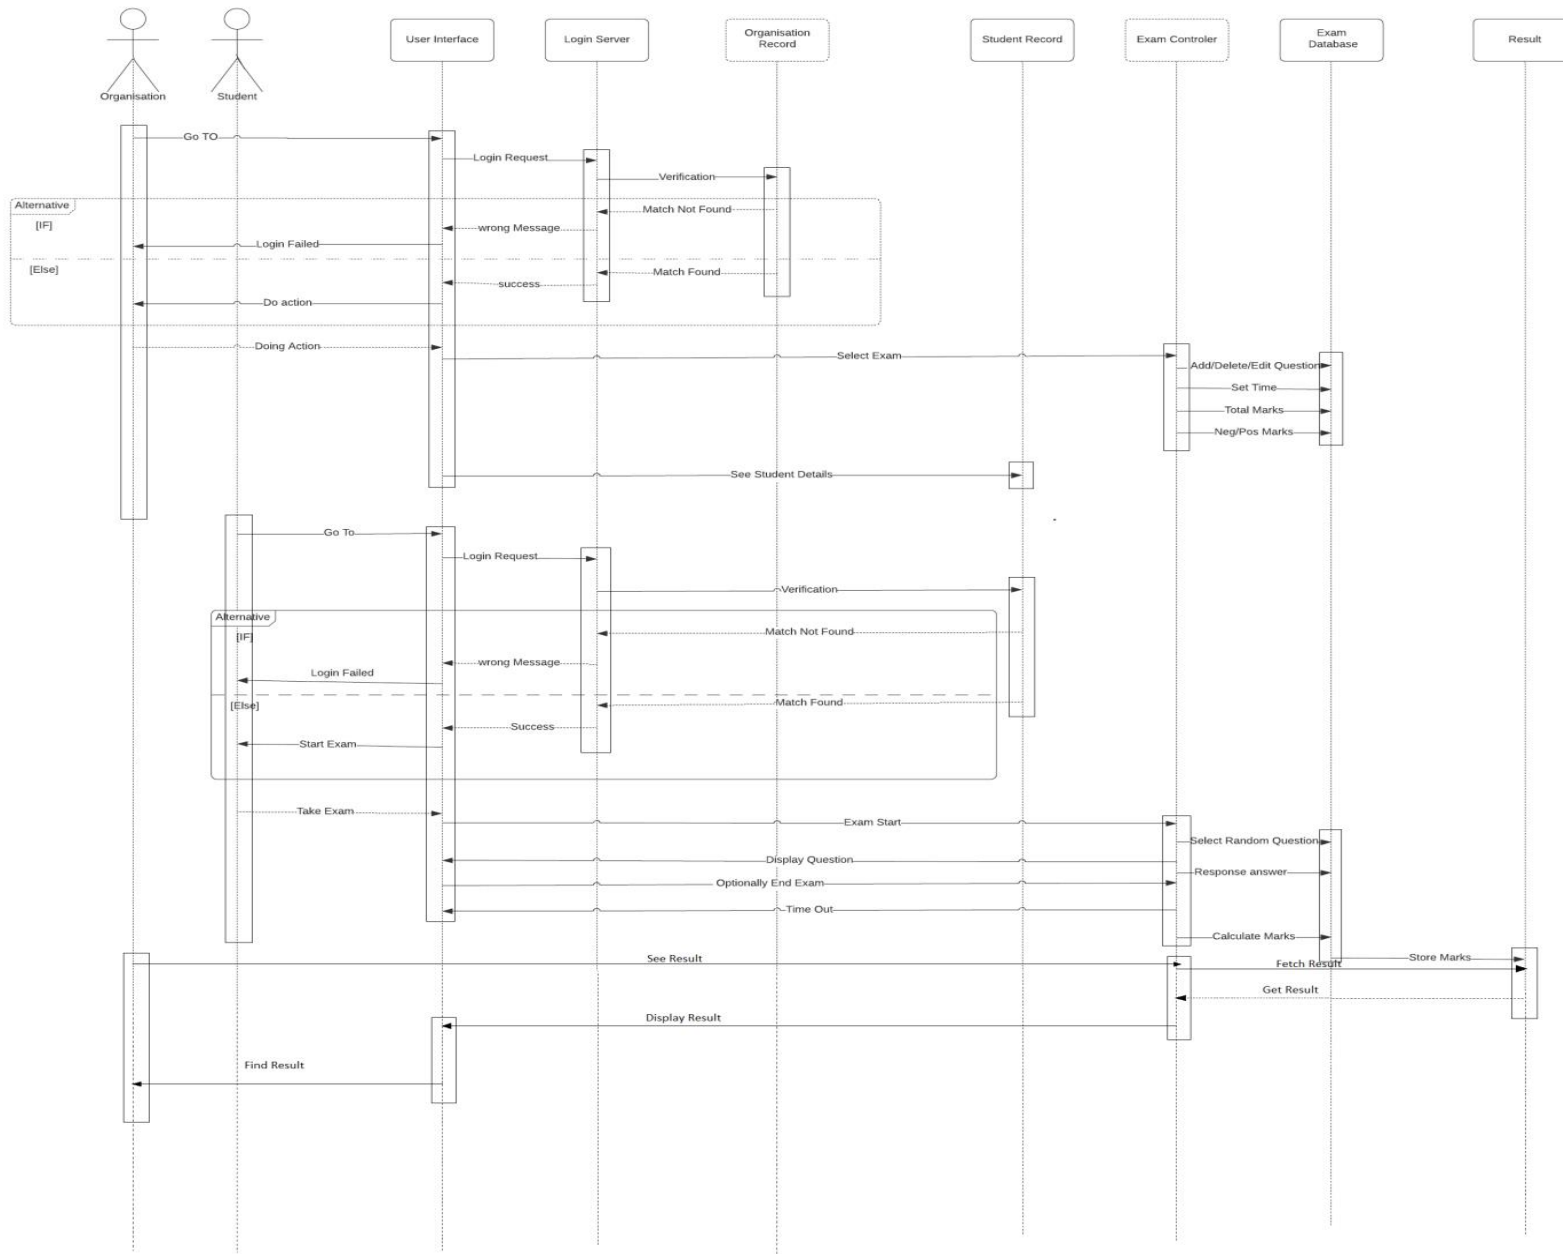 Organisation
Student
User Interface
Login Server
Organisation
Record
Student Record
Exam Controler
Exam
Database
Result
Go TO
Login Request
Verification
Alternative
[IF]
Match Not Found
wrong Message
Login Failed
[Else]
Match Found
success
Do action
Doing Action
Select Exam
Add/Delete/Edit Question
Set Time
Total Marks
Neg/Pos Marks
See Student Details
Go To
Login Request
Verification
Alternative
[IF]
Match Not Found
wrong Message
Login Failed
[Else]
Match Found
Success
Start Exam
Take Exam
Exam Start
Select Random Question
Display Question
Response answer
Optionally End Exam
Time Out
Calculate Marks
See Result
Store Marks
Fetch Result
Get Result
Display Result
Find Result